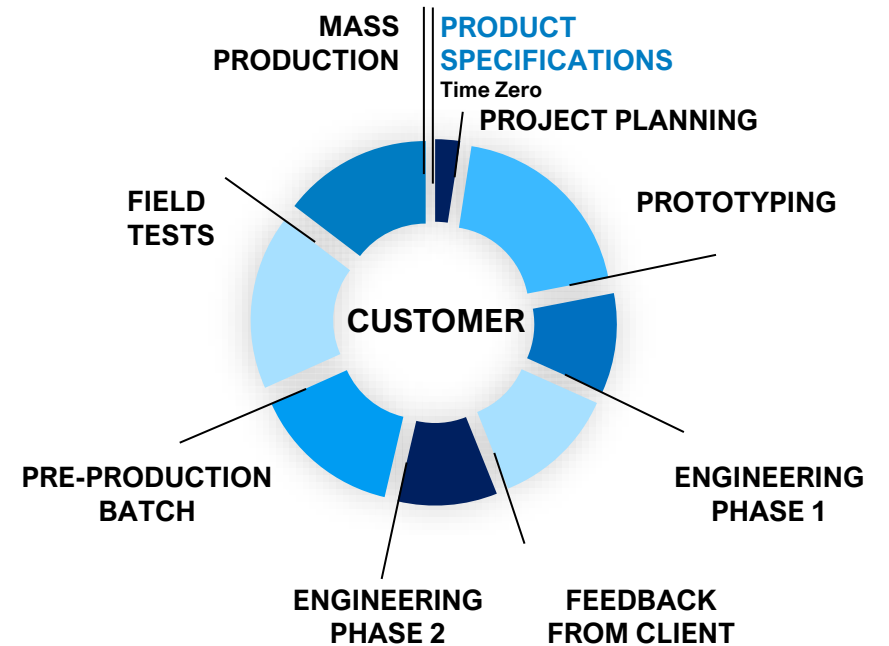 MASS
PRODUCTION
PRODUCT
SPECIFICATIONS
Time Zero
PROJECT PLANNING
PROTOTYPING
FIELD
TESTS
CUSTOMER
PRE-PRODUCTION
BATCH
ENGINEERING
PHASE 1
ENGINEERING
PHASE 2
FEEDBACK
FROM CLIENT